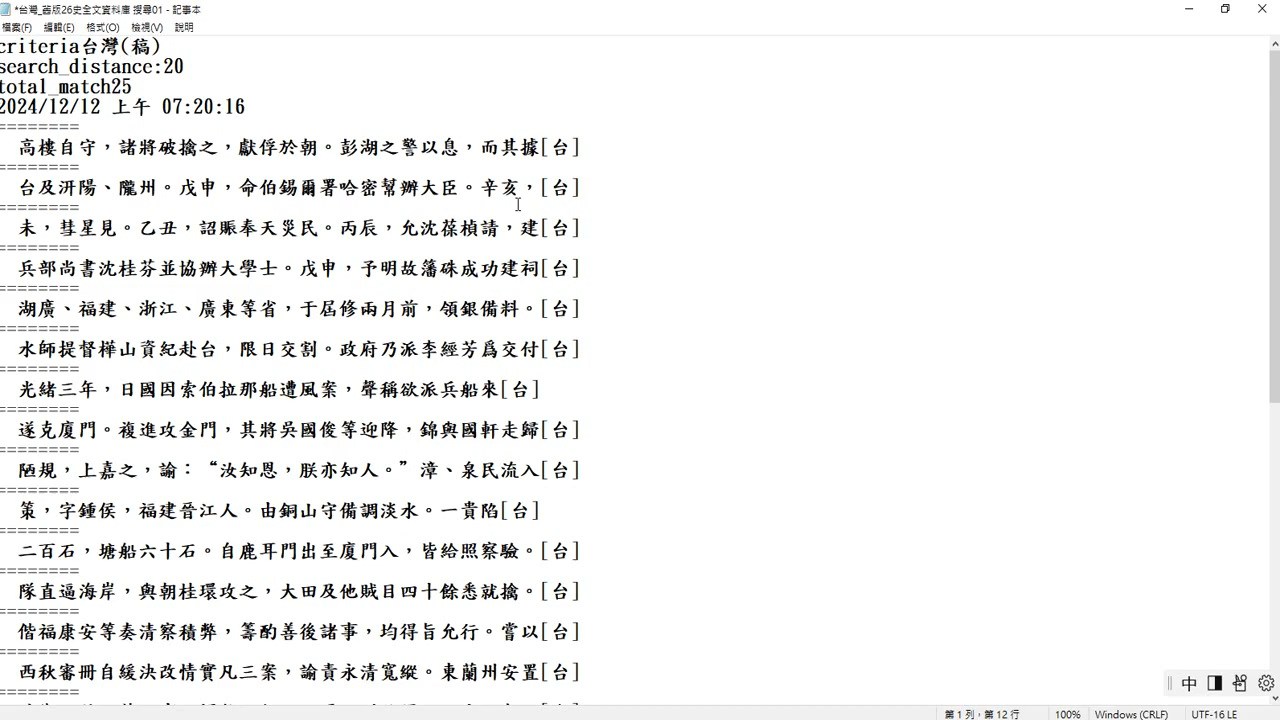 *台灣_舊版26史全文資料庫 搜尋01 - 記事本
檔案(F) 編輯(E) 格式(O) 檢視(V) 說明
criteria台灣(稿)
search_distance:20
total_match25
2024/12/12 上午 07:20:16
========
高樓自守，諸將破擒之，獻俘於朝。彭湖之警以息，而其據[台]
========
台及汧陽、隴州。戊申，命伯錫爾署哈密幫辦大臣。辛亥，[台]
========
未，彗星見。乙丑，詔賑奉天災民。丙辰，允沈葆楨請，建[台]
========
兵部尚書沈桂芬並協辦大學士。戊申，予明故藩硃成功建祠[台]
========
湖廣、福建、浙江、廣東等省，于屆修兩月前，領銀備料。[台]
========
水師提督樺山資紀赴台，限日交割。政府乃派李經芳爲交付[台]
========
光緒三年，日國因索伯拉那船遭風案，聲稱欲派兵船來[台]
========
遂克廈門。複進攻金門，其將吳國俊等迎降，錦與國軒走歸[台]
========
陋規，上嘉之，諭：“汝知恩，朕亦知人。”漳、泉民流入[台]
========
策，字鍾侯，福建晉江人。由銅山守備調淡水。一貴陷[台]
========
二百石，塘船六十石。自鹿耳門出至廈門入，皆給照察驗。[台]
========
隊直逼海岸，與朝桂環攻之，大田及他賊目四十餘悉就擒。[台]
========
偕福康安等奏清察積弊，籌酌善後諸事，均得旨允行。嘗以[台]
========
西秋審冊自緩決改情實凡三案，諭責永清寬縱。東蘭州安置[台]
========
中
第 1 列，第 12 行 100% Windows (CRLF) UTF-16 LE